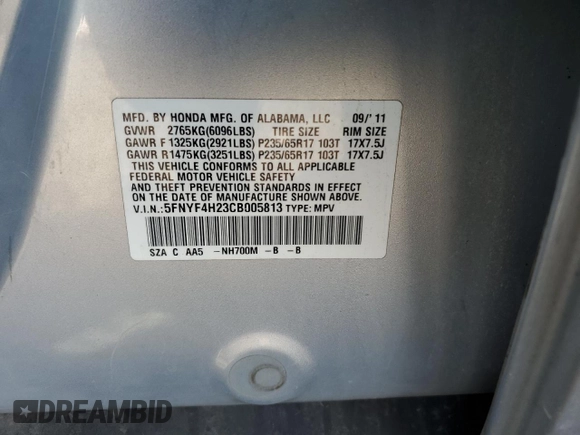 MFD. BY HONDA MFG. OF ALABAMA, LLC 09/'11
GVWR 2765KG(6096LBS) TIRE SIZE RIM SIZE
GAWR F 1325KG(2921LBS) P235/65R17 103T 17X7.5J
GAWR R1475KG(3251LBS) P235/65R17 103T 17X7.5J
THIS VEHICLE CONFORMS TO ALL APPLICABLE
FEDERAL MOTOR VEHICLE SAFETY
AND THEFT PREVENTION STANDARDS IN EFFECT
ON THE DATE OF MANUFACTURE SHOWN ABOVE.
V.I.N.:5FNYF4H23CB005813 TYPE: MPV
SZA C AA5 -NH700M -B -B
DREAMBID